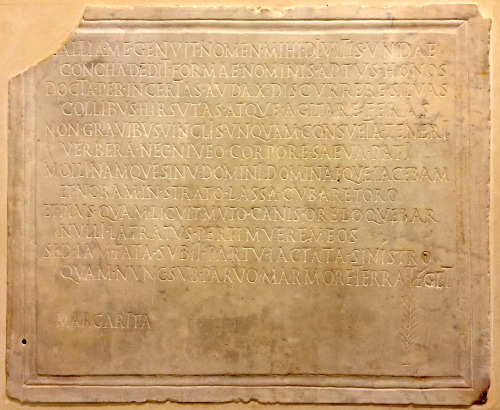 ALLIA·ME·GENVIT·NOMEN·MIHI·DIVITIS·VNDAE
CONCHA·DEDIT·FORMAE·NOMINIS·APTVS·HONOS
DOCTA·PER·INCERTAS·AVDAX·DISCVRRERE·SILVAS
COLLIBVS·HIRSVTAS·ATQVE·AGITARE·FERAS
NON·GRAVIBVS·VINCLIS·VNQVAM·CONSVETA·TENERI
VERBERA·NEC·NIVEO·CORPORE·SAEVA·PATI
MOLLI·NAMQVE·SINV·DOMINI·DOMINAEQVE·IACEBAM
ET·NORAM·IN·STRATO·LASSA·CVBARE·TORO
ET·PLVS·QVAM·LICVIT·MVTO·CANIS·ORE·LOQVEBAR
NVLLI·LATRATVS·PERTIMVERE·MEOS
SED·IAM·FATA·SVBII·PARTV·IACTATA·SINISTRO
QVAM·NVNC·SVB·PARVO·MARMORE·TERRA·TEGIT
MARGARITA